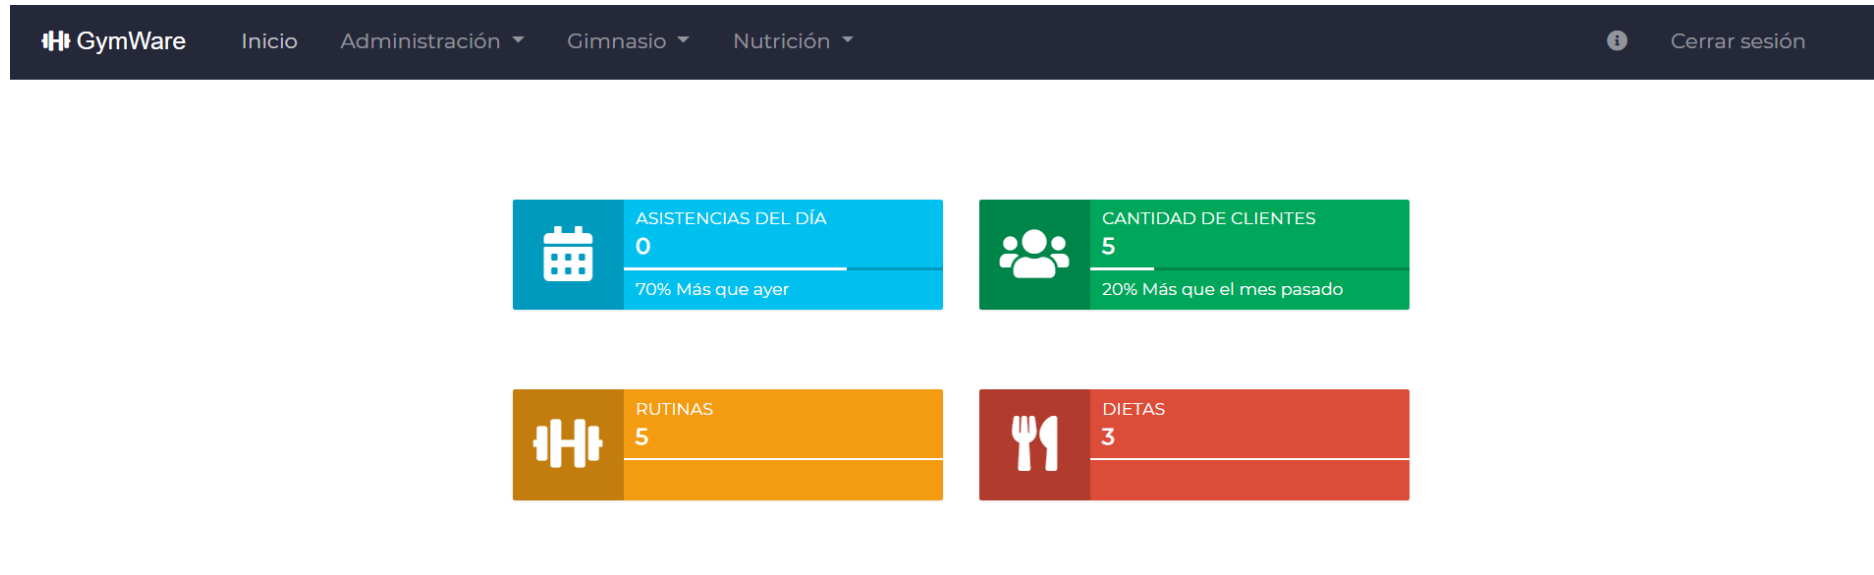 GymWare Inicio Administración Gimnasio Nutrición Cerrar sesión
ASISTENCIAS DEL DÍA
0
70% Más que ayer
CANTIDAD DE CLIENTES
5
20% Más que el mes pasado
RUTINAS
5
DIETAS
3